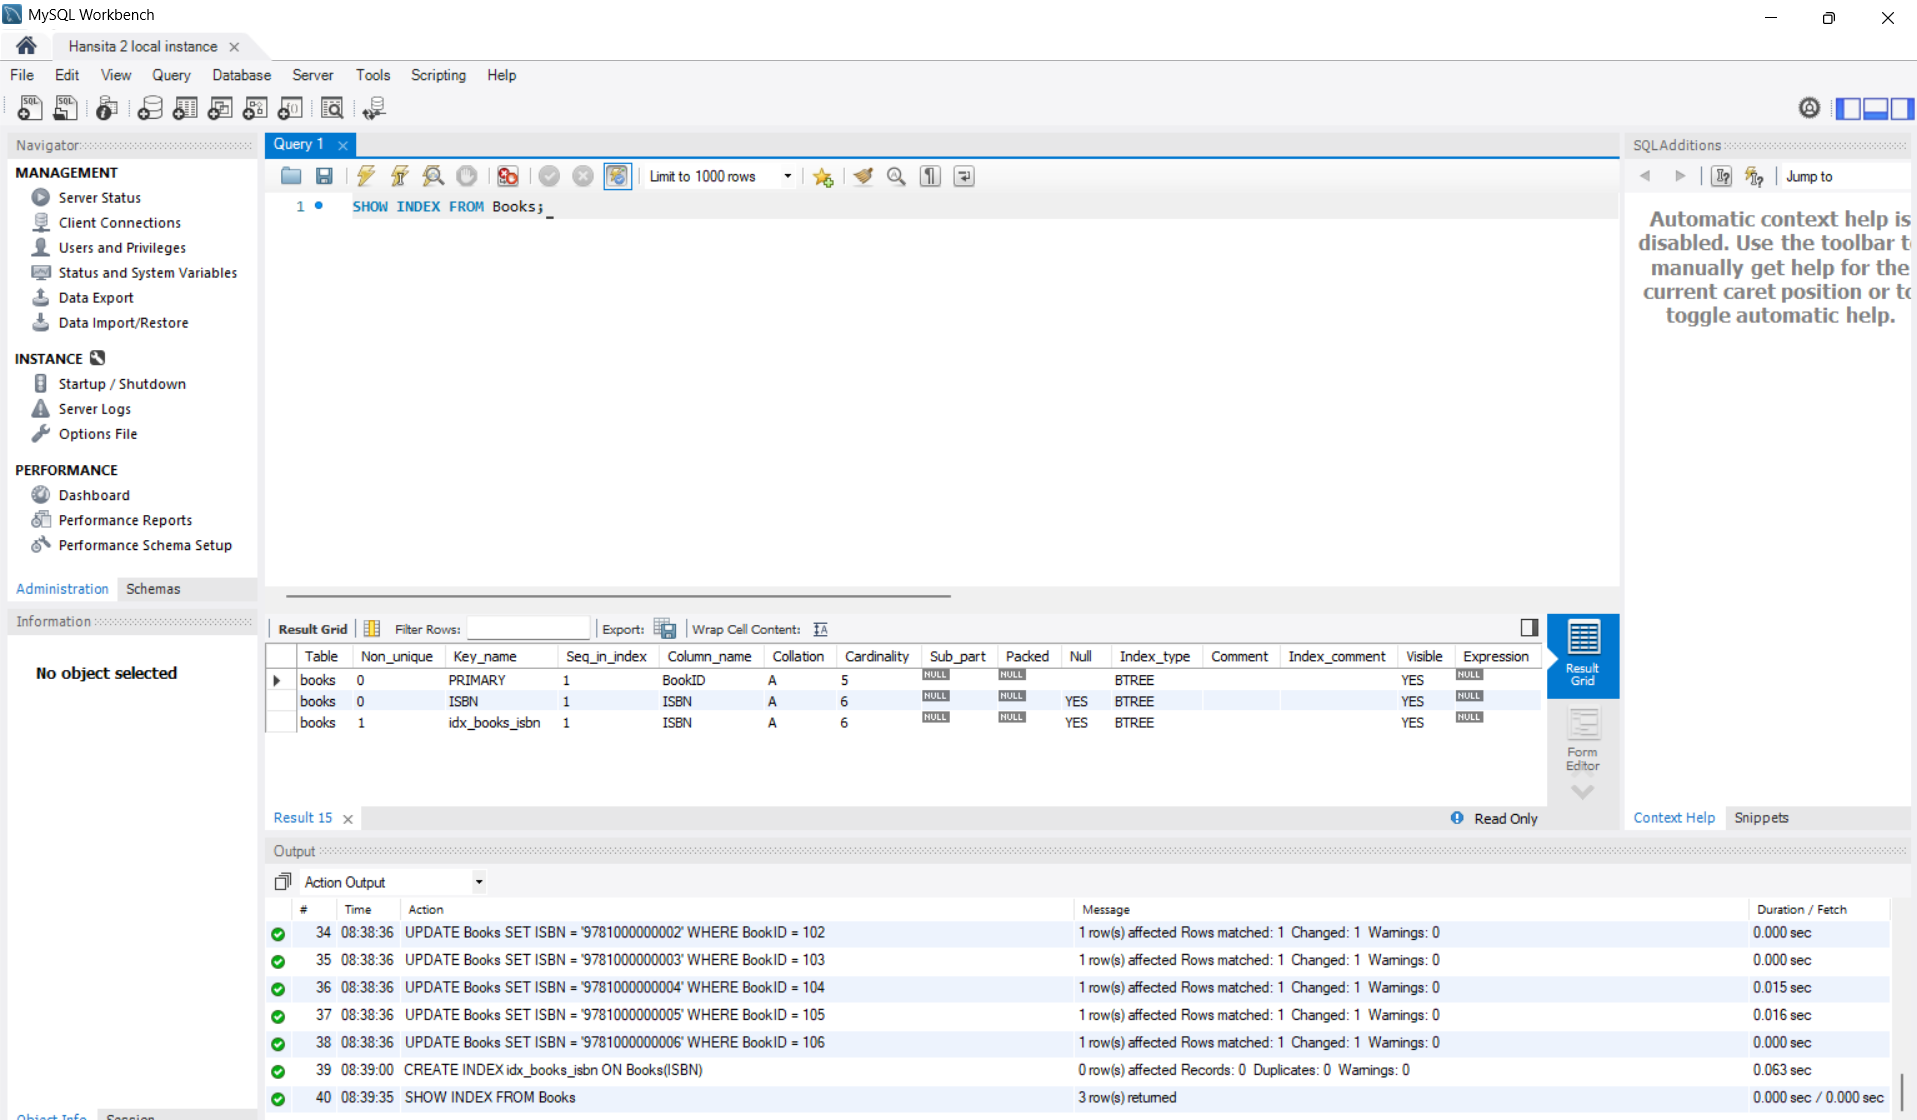 MySQL Workbench
Hansita 2 local instance
File Edit View Query Database Server Tools Scripting Help
Navigator
MANAGEMENT
Server Status
Client Connections
Users and Privileges
Status and System Variables
Data Export
Data Import/Restore
INSTANCE
Startup / Shutdown
Server Logs
Options File
PERFORMANCE
Dashboard
Performance Reports
Performance Schema Setup
Administration Schemas
Information
No object selected
Object Info Session
Query 1
Limit to 1000 rows
1 SHOW INDEX FROM Books;
Result Grid Filter Rows: Export: Wrap Cell Content:
Table Non_unique Key_name Seq_in_index Column_name Collation Cardinality Sub_part Packed Null Index_type Comment Index_comment Visible Expression
books 0 PRIMARY 1 BookID A 5 NULL NULL BTREE YES NULL
books 0 ISBN 1 ISBN A 6 NULL NULL YES BTREE YES NULL
books 1 idx_books_isbn 1 ISBN A 6 NULL NULL YES BTREE YES NULL
Result Grid
Form Editor
Result 15
Read Only
SQLAdditions
Jump to
Automatic context help is
disabled. Use the toolbar t
manually get help for the
current caret position or to
toggle automatic help.
Context Help Snippets
Output
Action Output
# Time Action Message Duration / Fetch
34 08:38:36 UPDATE Books SET ISBN = '9781000000002' WHERE BookID = 102 1 row(s) affected Rows matched: 1 Changed: 1 Warnings: 0 0.000 sec
35 08:38:36 UPDATE Books SET ISBN = '9781000000003' WHERE BookID = 103 1 row(s) affected Rows matched: 1 Changed: 1 Warnings: 0 0.000 sec
36 08:38:36 UPDATE Books SET ISBN = '9781000000004' WHERE BookID = 104 1 row(s) affected Rows matched: 1 Changed: 1 Warnings: 0 0.015 sec
37 08:38:36 UPDATE Books SET ISBN = '9781000000005' WHERE BookID = 105 1 row(s) affected Rows matched: 1 Changed: 1 Warnings: 0 0.016 sec
38 08:38:36 UPDATE Books SET ISBN = '9781000000006' WHERE BookID = 106 1 row(s) affected Rows matched: 1 Changed: 1 Warnings: 0 0.000 sec
39 08:39:00 CREATE INDEX idx_books_isbn ON Books(ISBN) 0 row(s) affected Records: 0 Duplicates: 0 Warnings: 0 0.063 sec
40 08:39:35 SHOW INDEX FROM Books 3 row(s) returned 0.000 sec / 0.000 sec